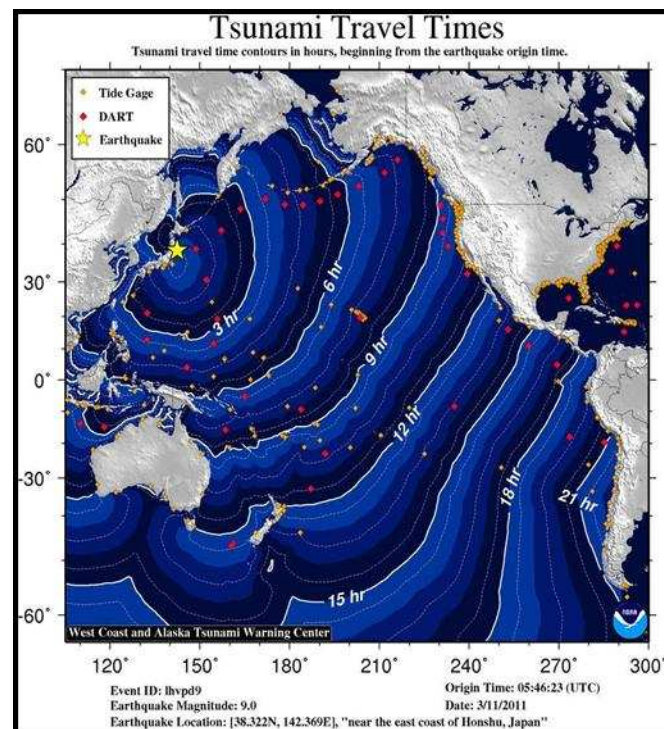 Tsunami Travel Times
Tsunami travel time contours in hours, beginning from the earthquake origin time.
Tide Gage
DART
Earthquake
60°
30°
0°
-30°
-60°
3 hr
6 hr
9 hr
12 hr
15 hr
18 hr
21 hr
West Coast and Alaska Tsunami Warning Center
NOAA
120° 150° 180° 210° 240° 270° 300°
Event ID: lhvpd9
Origin Time: 05:46:23 (UTC)
Earthquake Magnitude: 9.0
Date: 3/11/2011
Earthquake Location: [38.322N, 142.369E], "near the east coast of Honshu, Japan"